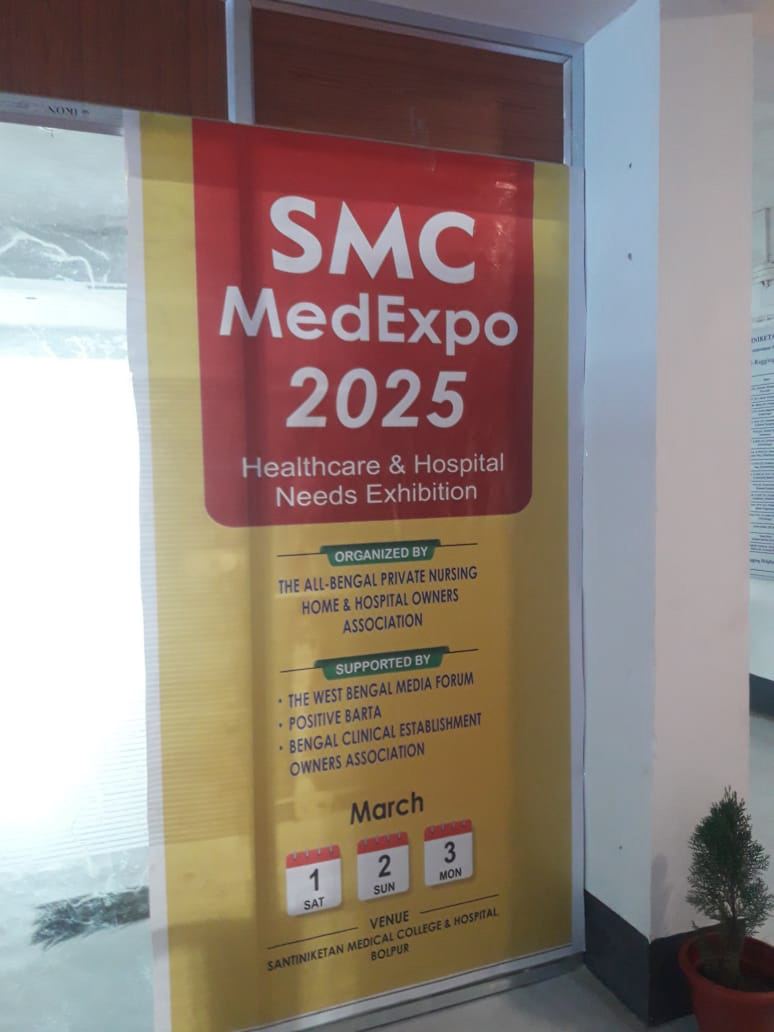 SMC
MedExpo
2025
Healthcare & Hospital
Needs Exhibition
ORGANIZED BY
THE ALL-BENGAL PRIVATE NURSING
HOME & HOSPITAL OWNERS
ASSOCIATION
SUPPORTED BY
• THE WEST BENGAL MEDIA FORUM
• POSITIVE BARTA
• BENGAL CLINICAL ESTABLISHMENT
OWNERS ASSOCIATION
March
1
SAT
2
SUN
3
MON
VENUE
SANTINIKETAN MEDICAL COLLEGE & HOSPITAL,
BOLPUR